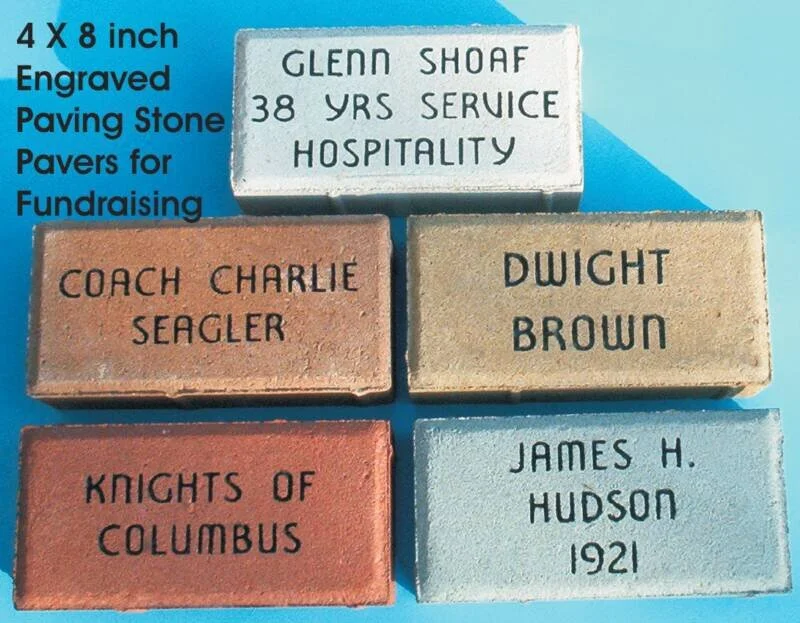 4 X 8 inch
Engraved
Paving Stone
Pavers for
Fundraising
GLENN SHOAF
38 YRS SERVICE
HOSPITALITY
COACH CHARLIE
SEAGLER
DWIGHT
BROWN
KNIGHTS OF
COLUMBUS
JAMES H.
HUDSON
1921